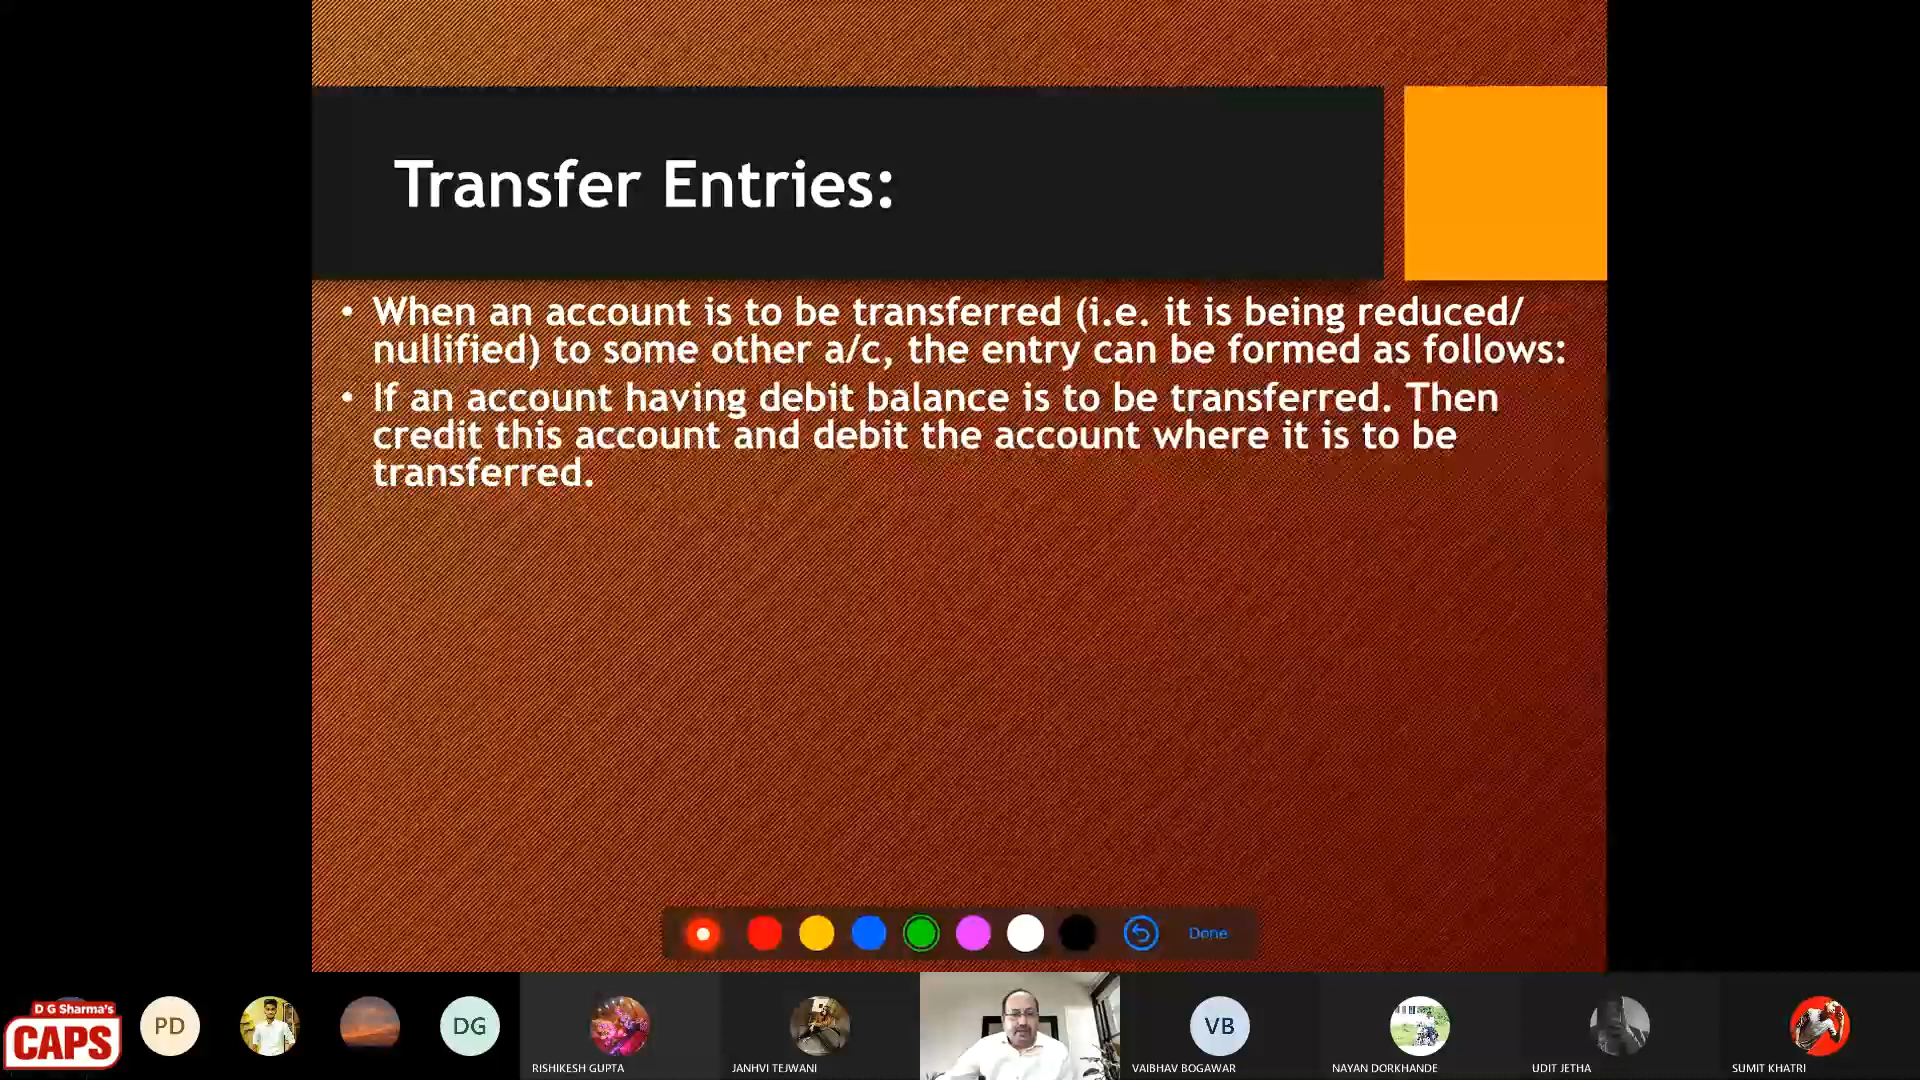 Transfer Entries:
• When an account is to be transferred (i.e. it is being reduced/
nullified) to some other a/c, the entry can be formed as follows:
• If an account having debit balance is to be transferred. Then
credit this account and debit the account where it is to be
transferred.
Done
D G Sharma's
CAPS
PD
DG
VB
RISHIKESH GUPTA
JANHVI TEJWANI
VAIBHAV BOGAWAR
NAYAN DORKHANDE
UDIT JETHA
SUMIT KHATRI